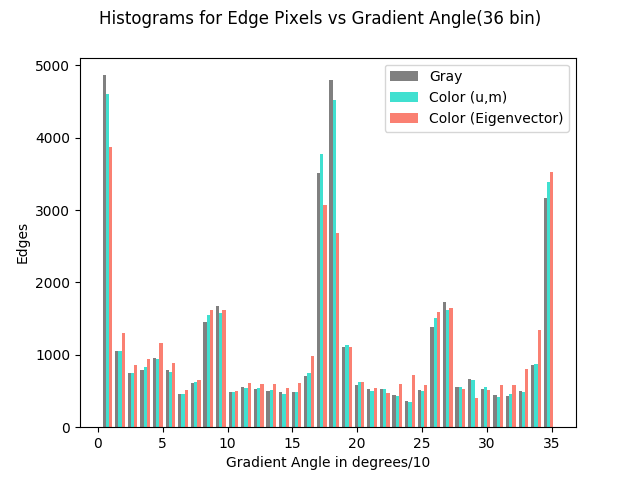 Histograms for Edge Pixels vs Gradient Angle(36 bin)
Gray
Color (u,m)
Color (Eigenvector)
5000
4000
3000
2000
1000
0
Edges
0 5 10 15 20 25 30 35
Gradient Angle in degrees/10